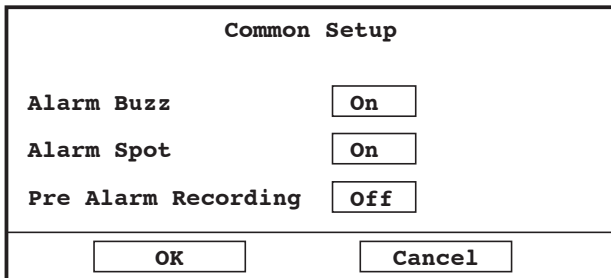 Common Setup
Alarm Buzz On
Alarm Spot On
Pre Alarm Recording Off
OK Cancel